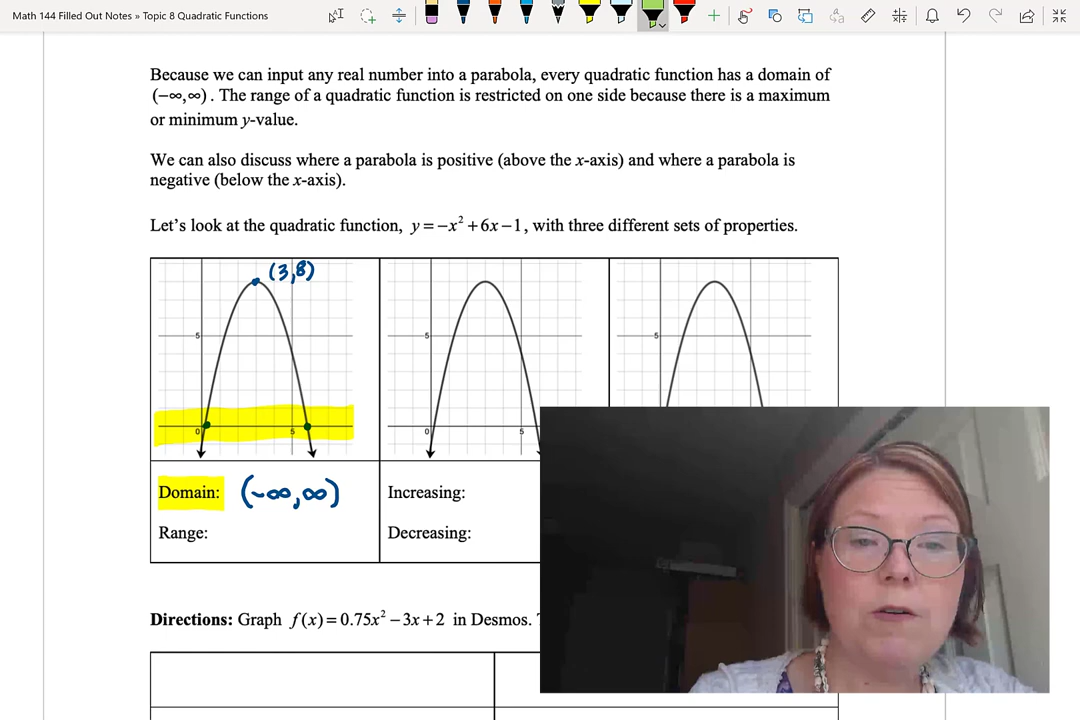 Math 144 Filled Out Notes » Topic 8 Quadratic Functions
Because we can input any real number into a parabola, every quadratic function has a domain of
(−∞,∞). The range of a quadratic function is restricted on one side because there is a maximum
or minimum y-value.
We can also discuss where a parabola is positive (above the x-axis) and where a parabola is
negative (below the x-axis).
Let's look at the quadratic function, y=−x²+6x−1, with three different sets of properties.
(3,8)
5
5
5
0
5
0
5
Domain: (-∞,∞)
Increasing:
Range:
Decreasing:
Directions: Graph f(x)=0.75x²−3x+2 in Desmos.